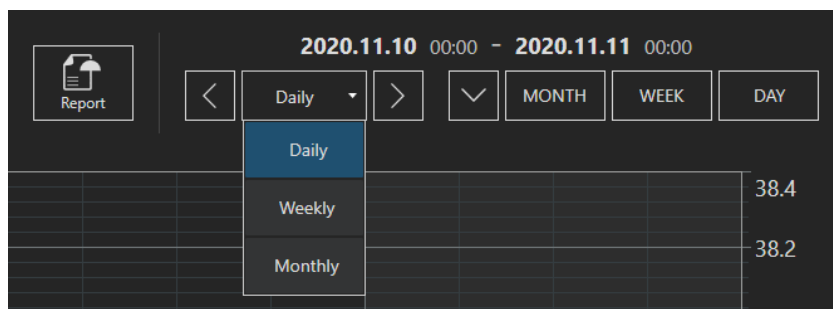 2020.11.10 00:00 - 2020.11.11 00:00
Report
Daily
MONTH
WEEK
DAY
Daily
Weekly
Monthly
38.4
38.2